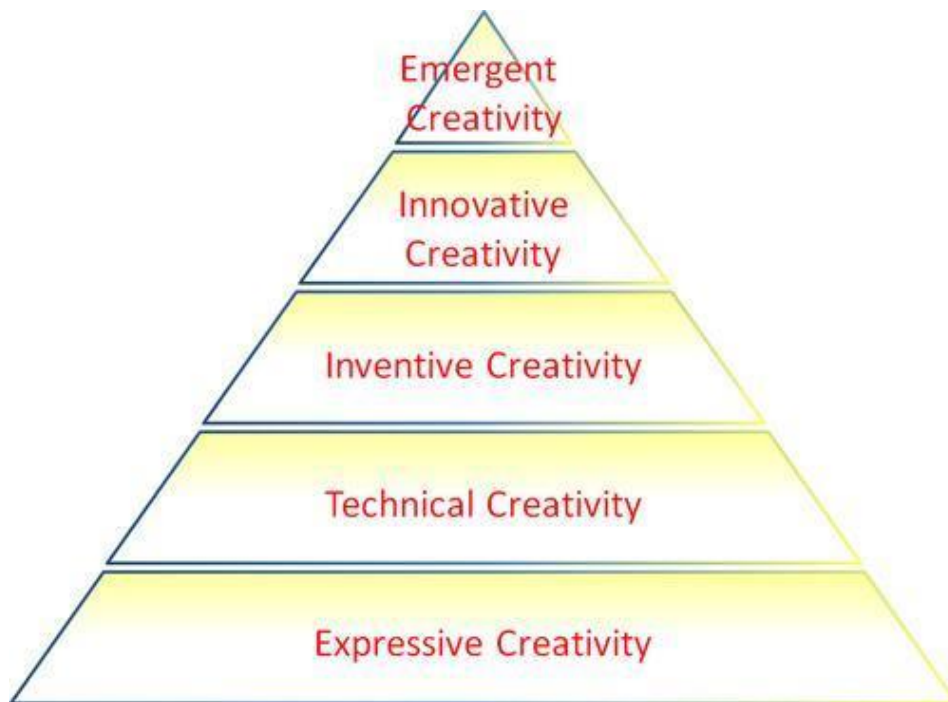 Emergent
Creativity
Innovative
Creativity
Inventive Creativity
Technical Creativity
Expressive Creativity